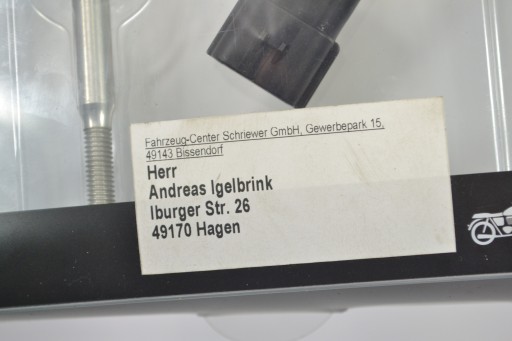 Fahrzeug-Center Schriewer GmbH, Gewerbepark 15,
49143 Bissendorf
Herr
Andreas Igelbrink
Iburger Str. 26
49170 Hagen